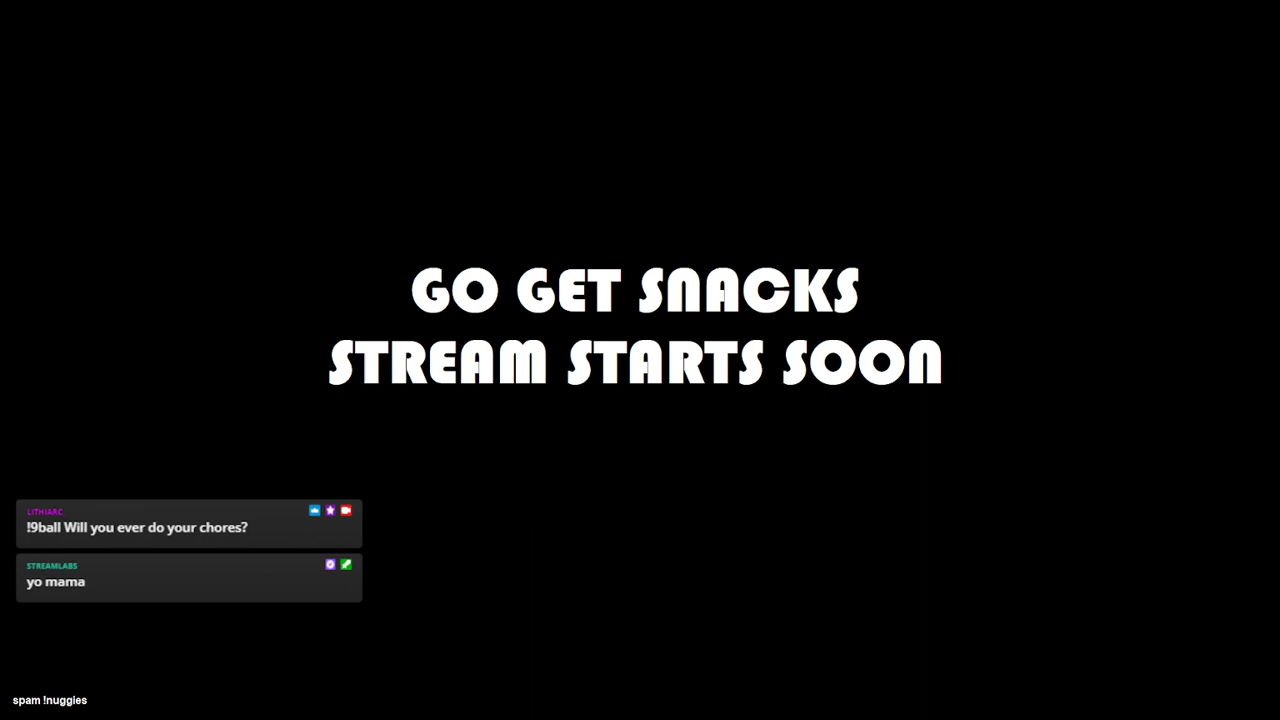 GO GET SNACKS
STREAM STARTS SOON
LITHIARC
!9ball Will you ever do your chores?
STREAMLABS
yo mama
spam !nuggies